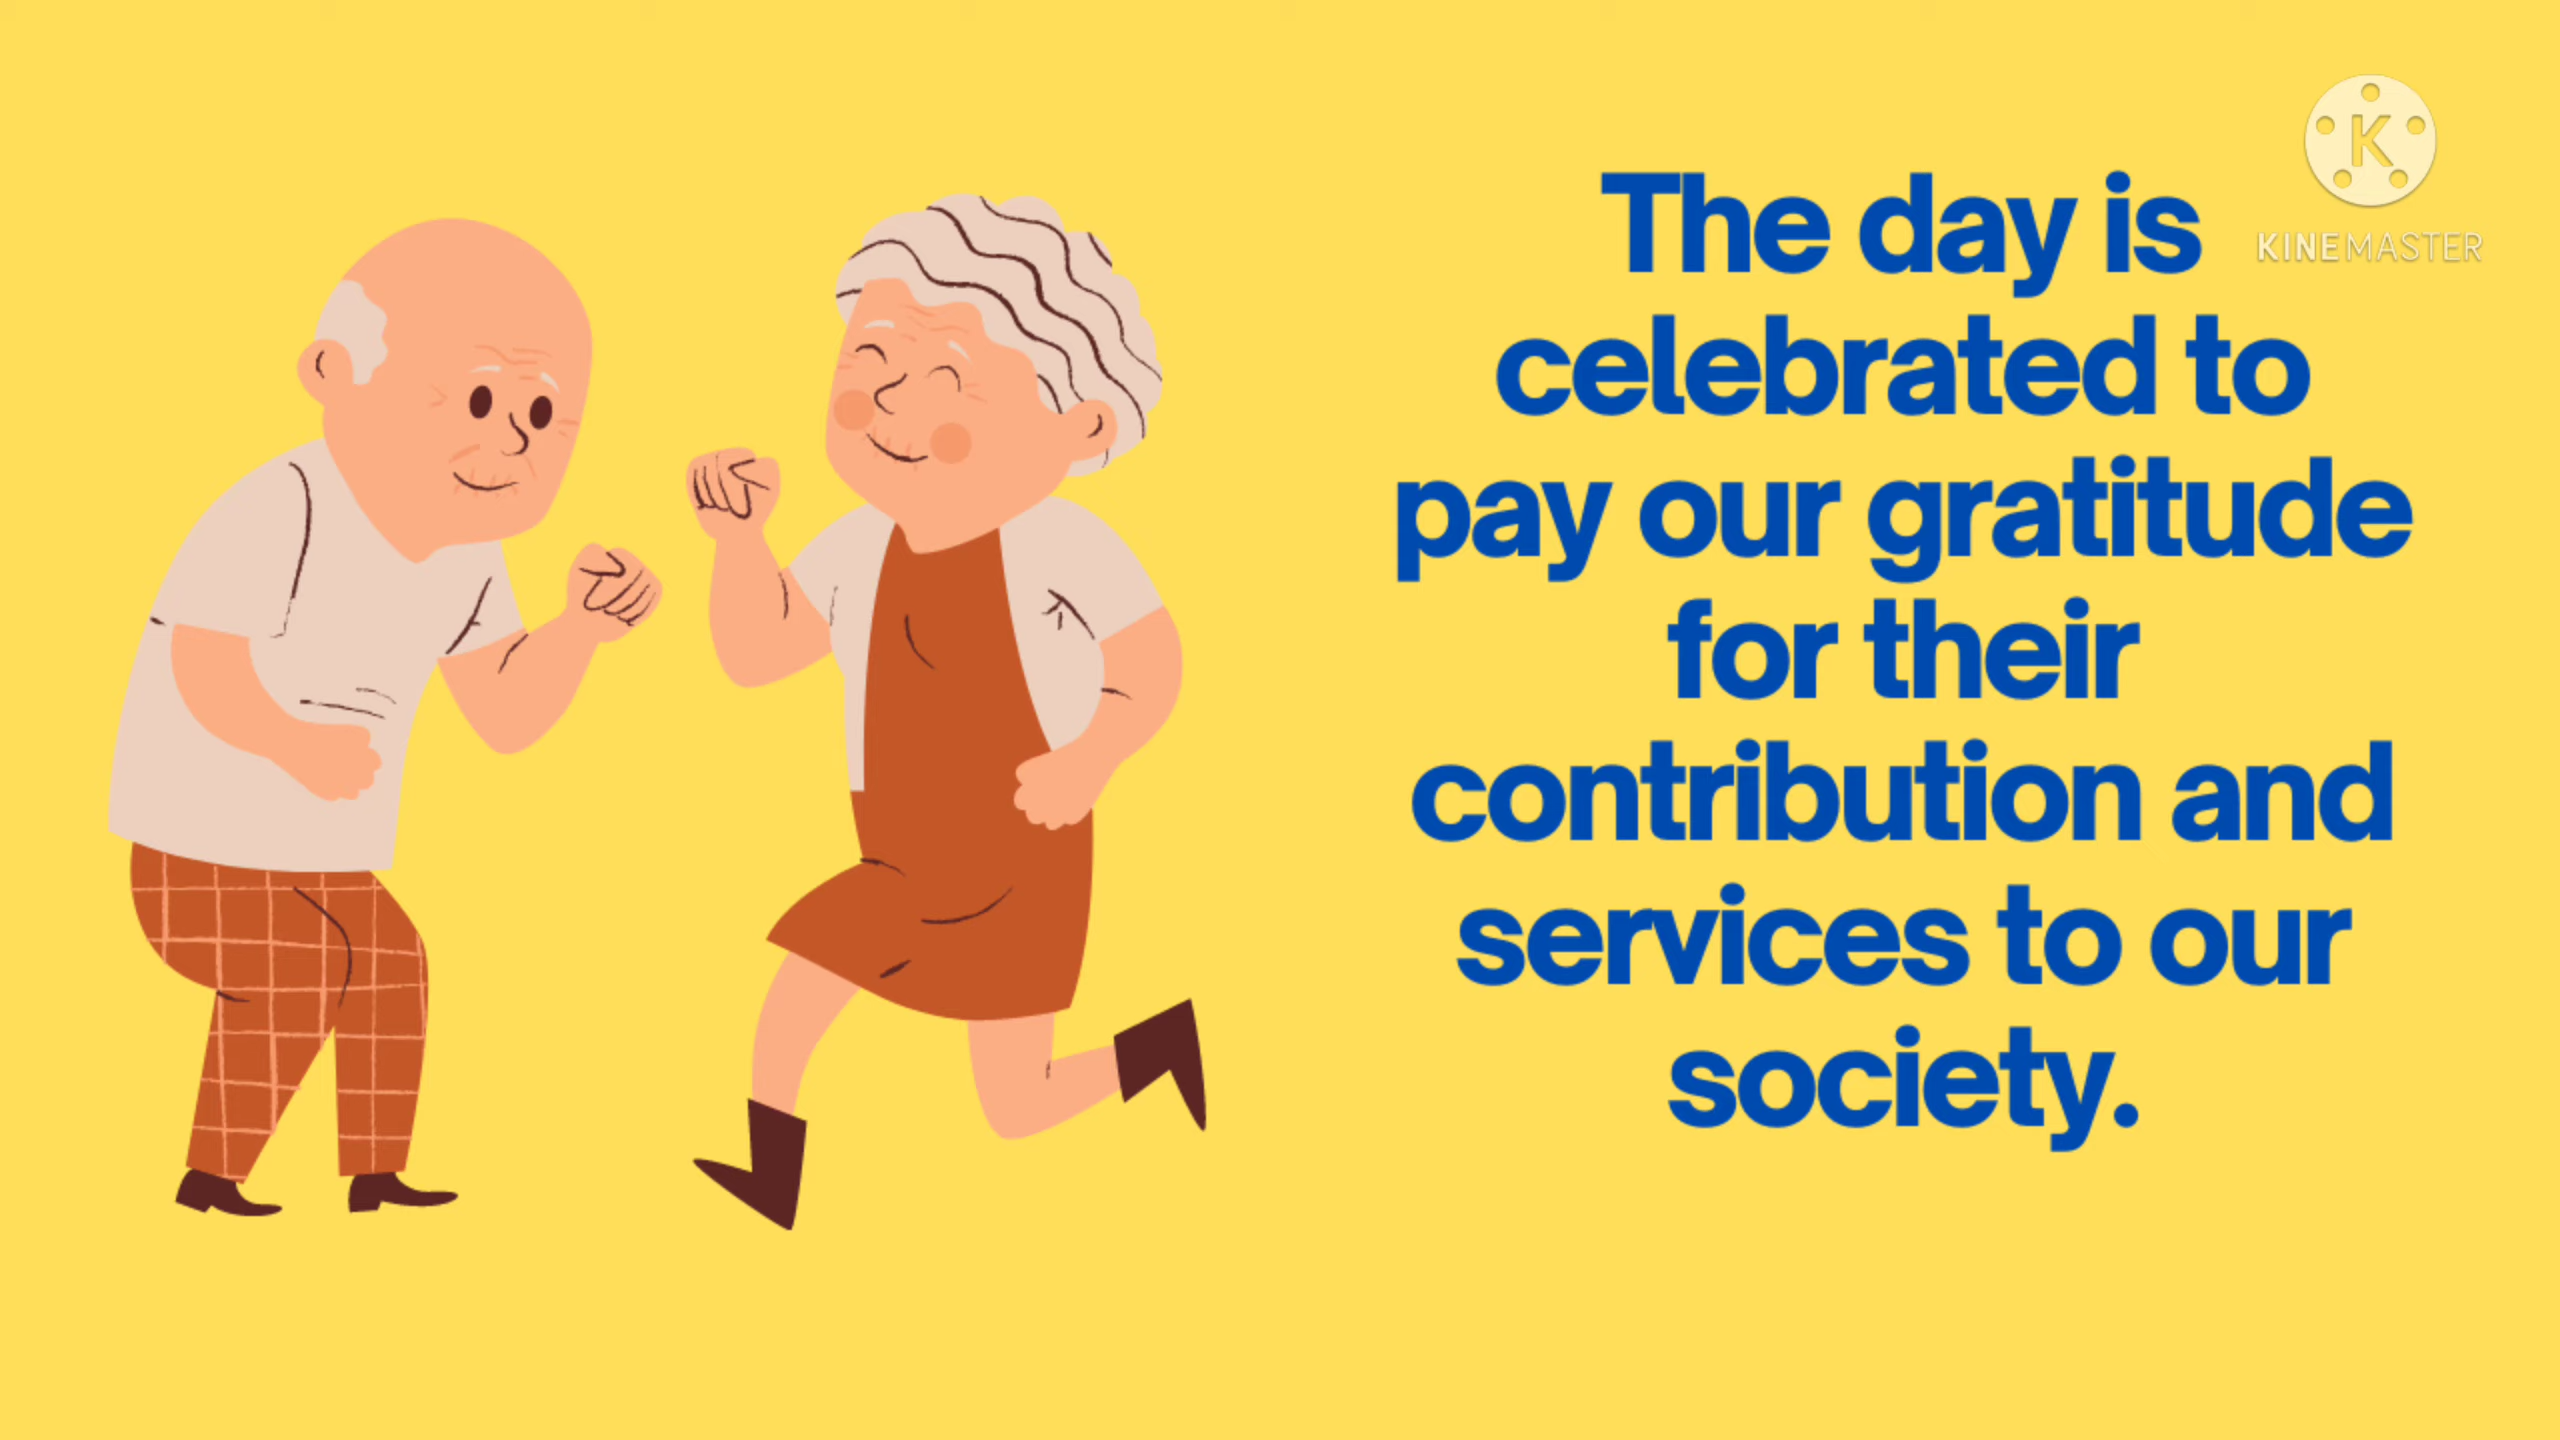 The day is
celebrated to
pay our gratitude
for their
contribution and
services to our
society.
K
KINEMASTER